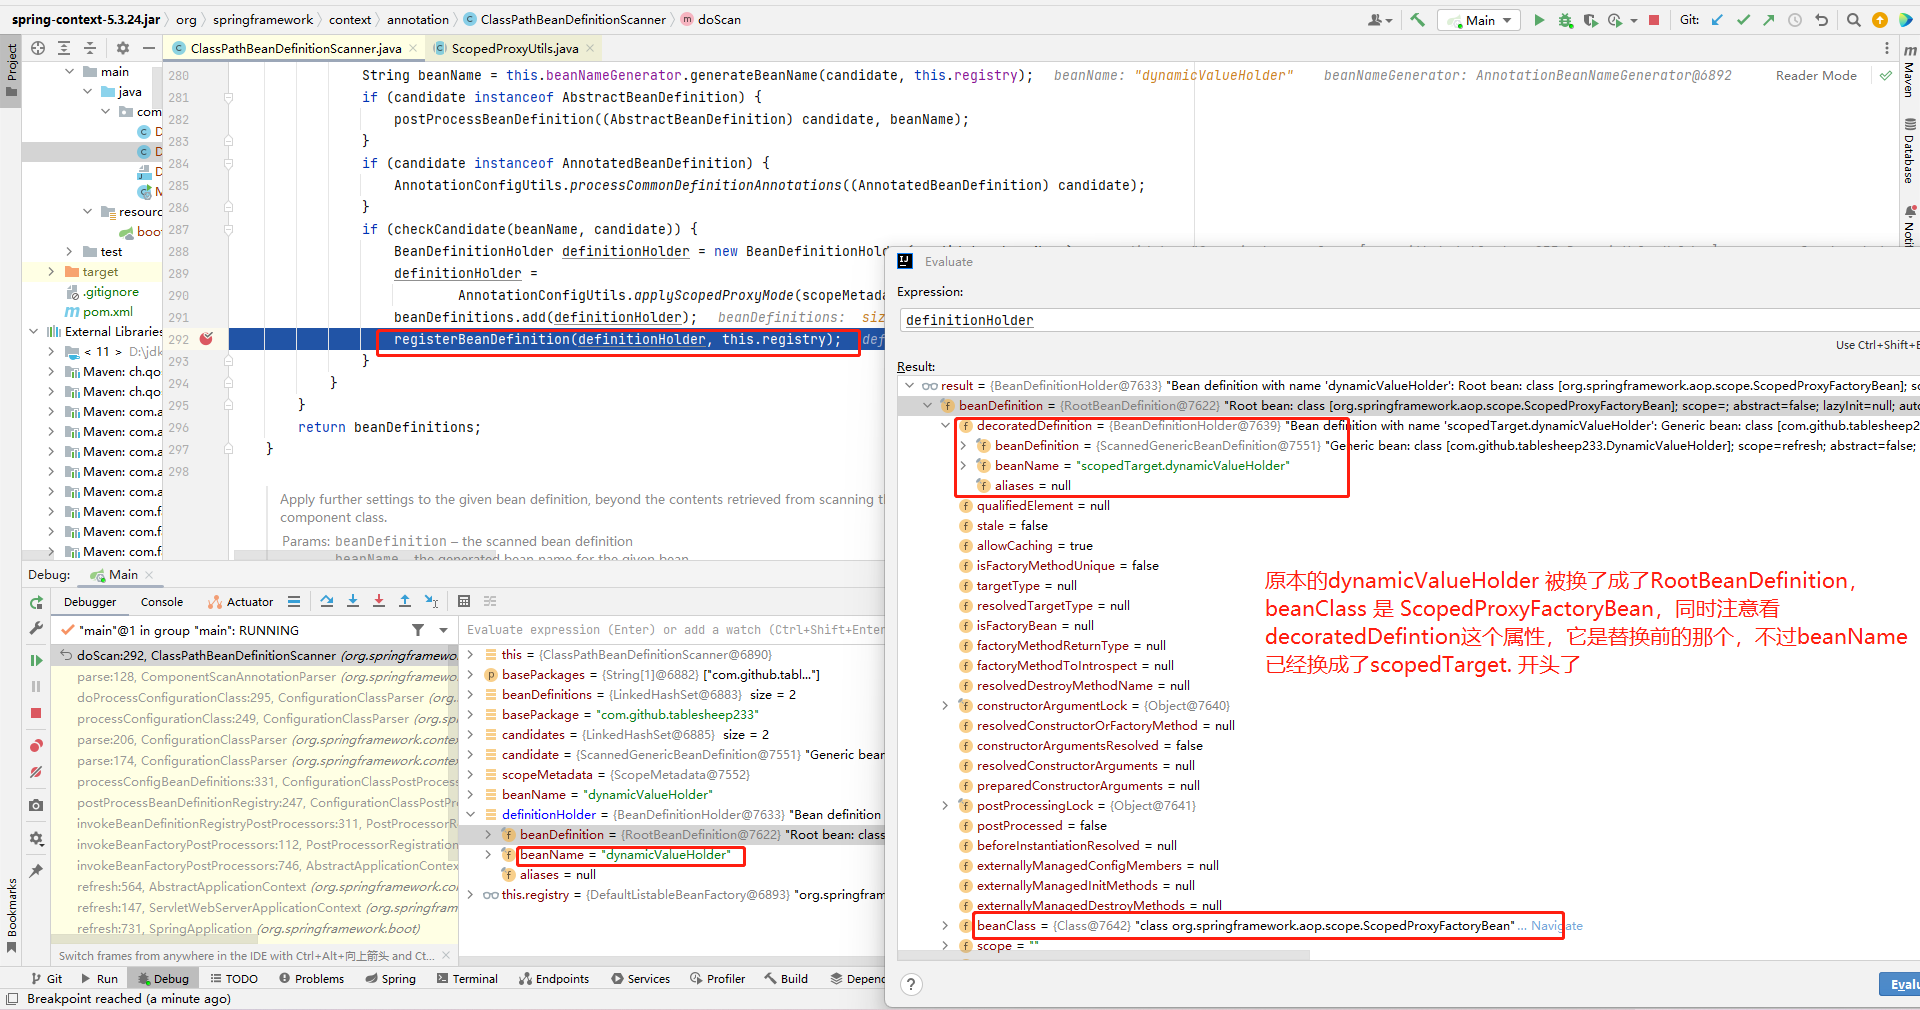 spring-context-5.3.24.jar › org › springframework › context › annotation › ClassPathBeanDefinitionScanner › doScan
Main
Git:
Project
ClassPathBeanDefinitionScanner.java
ScopedProxyUtils.java
main
java
com
resourc
boo
test
target
.gitignore
pom.xml
External Libraries
< 11 > D:\jdk
Maven: ch.qo
Maven: ch.qo
Maven: com.a
Maven: com.a
Maven: com.a
Maven: com.a
Maven: com.a
Maven: com.f
Maven: com.f
Maven: com.f
280 String beanName = this.beanNameGenerator.generateBeanName(candidate, this.registry); beanName: "dynamicValueHolder" beanNameGenerator: AnnotationBeanNameGenerator@6892
Reader Mode
281 if (candidate instanceof AbstractBeanDefinition) {
282 postProcessBeanDefinition((AbstractBeanDefinition) candidate, beanName);
283 }
284 if (candidate instanceof AnnotatedBeanDefinition) {
285 AnnotationConfigUtils.processCommonDefinitionAnnotations((AnnotatedBeanDefinition) candidate);
286 }
287 if (checkCandidate(beanName, candidate)) {
288 BeanDefinitionHolder definitionHolder = new BeanDefinitionHol
289 definitionHolder =
290 AnnotationConfigUtils.applyScopedProxyMode(scopeMetada
291 beanDefinitions.add(definitionHolder); beanDefinitions: siz
292 registerBeanDefinition(definitionHolder, this.registry); def
293 }
294 }
295 }
296 return beanDefinitions;
297 }
298
Apply further settings to the given bean definition, beyond the contents retrieved from scanning th
component class.
Params: beanDefinition – the scanned bean definition
beanName – the generated bean name for the given bean
Maven
Database
Noti
Evaluate
Expression:
definitionHolder
Use Ctrl+Shift+E
Result:
result = {BeanDefinitionHolder@7633} "Bean definition with name 'dynamicValueHolder': Root bean: class [org.springframework.aop.scope.ScopedProxyFactoryBean]; sc
beanDefinition = {RootBeanDefinition@7622} "Root bean: class [org.springframework.aop.scope.ScopedProxyFactoryBean]; scope=; abstract=false; lazyInit=null; auto
decoratedDefinition = {BeanDefinitionHolder@7639} "Bean definition with name 'scopedTarget.dynamicValueHolder': Generic bean: class [com.github.tablesheep2
beanDefinition = {ScannedGenericBeanDefinition@7551} "Generic bean: class [com.github.tablesheep233.DynamicValueHolder]; scope=refresh; abstract=false;
beanName = "scopedTarget.dynamicValueHolder"
aliases = null
qualifiedElement = null
stale = false
allowCaching = true
isFactoryMethodUnique = false
targetType = null
resolvedTargetType = null
isFactoryBean = null
factoryMethodReturnType = null
factoryMethodToIntrospect = null
resolvedDestroyMethodName = null
constructorArgumentLock = {Object@7640}
resolvedConstructorOrFactoryMethod = null
constructorArgumentsResolved = false
resolvedConstructorArguments = null
preparedConstructorArguments = null
postProcessingLock = {Object@7641}
postProcessed = false
beforeInstantiationResolved = null
externallyManagedConfigMembers = null
externallyManagedInitMethods = null
externallyManagedDestroyMethods = null
beanClass = {Class@7642} "class org.springframework.aop.scope.ScopedProxyFactoryBean" ... Navigate
scope = ""
原本的dynamicValueHolder 被换了成了RootBeanDefinition，
beanClass 是 ScopedProxyFactoryBean，同时注意看
decoratedDefintion这个属性，它是替换前的那个，不过beanName
已经换成了scopedTarget. 开头了
Evalu
Debug: Main
Debugger Console Actuator
"main"@1 in group "main": RUNNING
doScan:292, ClassPathBeanDefinitionScanner (org.springframewo
parse:128, ComponentScanAnnotationParser (org.springframewo
doProcessConfigurationClass:295, ConfigurationClassParser (org.
processConfigurationClass:249, ConfigurationClassParser (org.sp
parse:206, ConfigurationClassParser (org.springframework.contex
parse:174, ConfigurationClassParser (org.springframework.contex
processConfigBeanDefinitions:331, ConfigurationClassPostProces
postProcessBeanDefinitionRegistry:247, ConfigurationClassPostP
invokeBeanDefinitionRegistryPostProcessors:311, PostProcessorR
invokeBeanFactoryPostProcessors:112, PostProcessorRegistration
invokeBeanFactoryPostProcessors:746, AbstractApplicationContex
refresh:564, AbstractApplicationContext (org.springframework.co
refresh:147, ServletWebServerApplicationContext (org.springfram
refresh:731, SpringApplication (org.springframework.boot)
Switch frames from anywhere in the IDE with Ctrl+Alt+向上箭头 and Ct...
Evaluate expression (Enter) or add a watch (Ctrl+Shift+Enter
this = {ClassPathBeanDefinitionScanner@6890}
basePackages = {String[1]@6882} ["com.github.tabl..."]
beanDefinitions = {LinkedHashSet@6883} size = 2
basePackage = "com.github.tablesheep233"
candidates = {LinkedHashSet@6885} size = 2
candidate = {ScannedGenericBeanDefinition@7551} "Generic bean
scopeMetadata = {ScopeMetadata@7552}
beanName = "dynamicValueHolder"
definitionHolder = {BeanDefinitionHolder@7633} "Bean definition
beanDefinition = {RootBeanDefinition@7622} "Root bean: class
beanName = "dynamicValueHolder"
aliases = null
this.registry = {DefaultListableBeanFactory@6893} "org.springfram
Bookmarks
Git Run Debug TODO Problems Spring Terminal Endpoints Services Profiler Build Depend
Breakpoint reached (a minute ago)